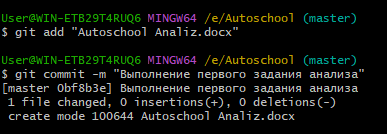 User@WIN-ETB29T4RUQ6 MINGW64 /e/Autoschool (master)
$ git add "Autoschool Analiz.docx"
User@WIN-ETB29T4RUQ6 MINGW64 /e/Autoschool (master)
$ git commit -m "Выполнение первого задания анализа"
[master 0bf8b3e] Выполнение первого задания анализа
1 file changed, 0 insertions(+), 0 deletions(-)
create mode 100644 Autoschool Analiz.docx